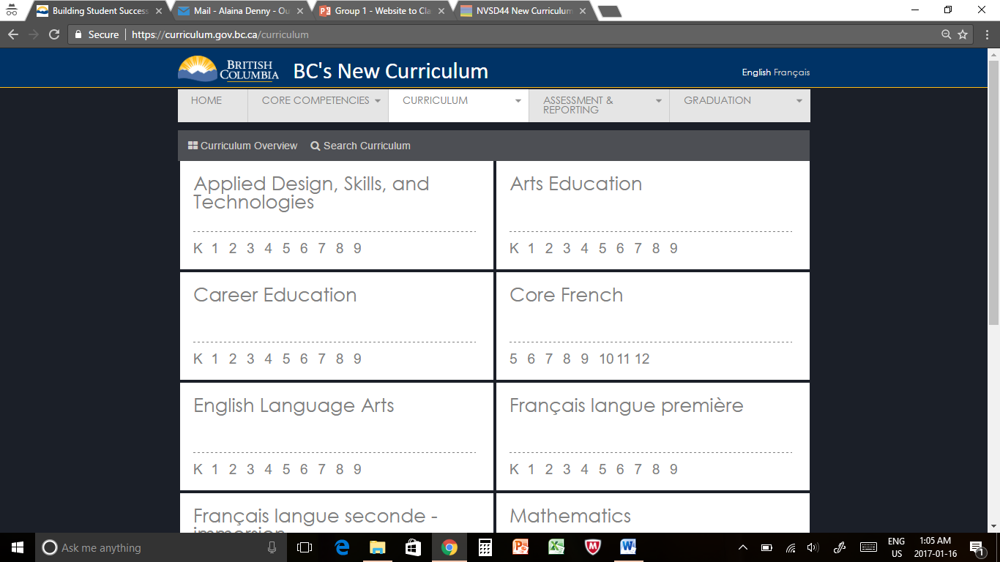 Building Student Success
Mail - Alaina Denny - Ou
Group 1 - Website to Cla
NVSD44 New Curriculum
Secure
https://curriculum.gov.bc.ca/curriculum
BRITISH
COLUMBIA
BC's New Curriculum
English Français
HOME
CORE COMPETENCIES
CURRICULUM
ASSESSMENT &
REPORTING
GRADUATION
Curriculum Overview
Search Curriculum
Applied Design, Skills, and
Technologies
K 1 2 3 4 5 6 7 8 9
Arts Education
K 1 2 3 4 5 6 7 8 9
Career Education
K 1 2 3 4 5 6 7 8 9
Core French
5 6 7 8 9 10 11 12
English Language Arts
K 1 2 3 4 5 6 7 8 9
Français langue première
K 1 2 3 4 5 6 7 8 9
Français langue seconde -
immersion
Mathematics
Ask me anything
ENG
US
1:05 AM
2017-01-16
1